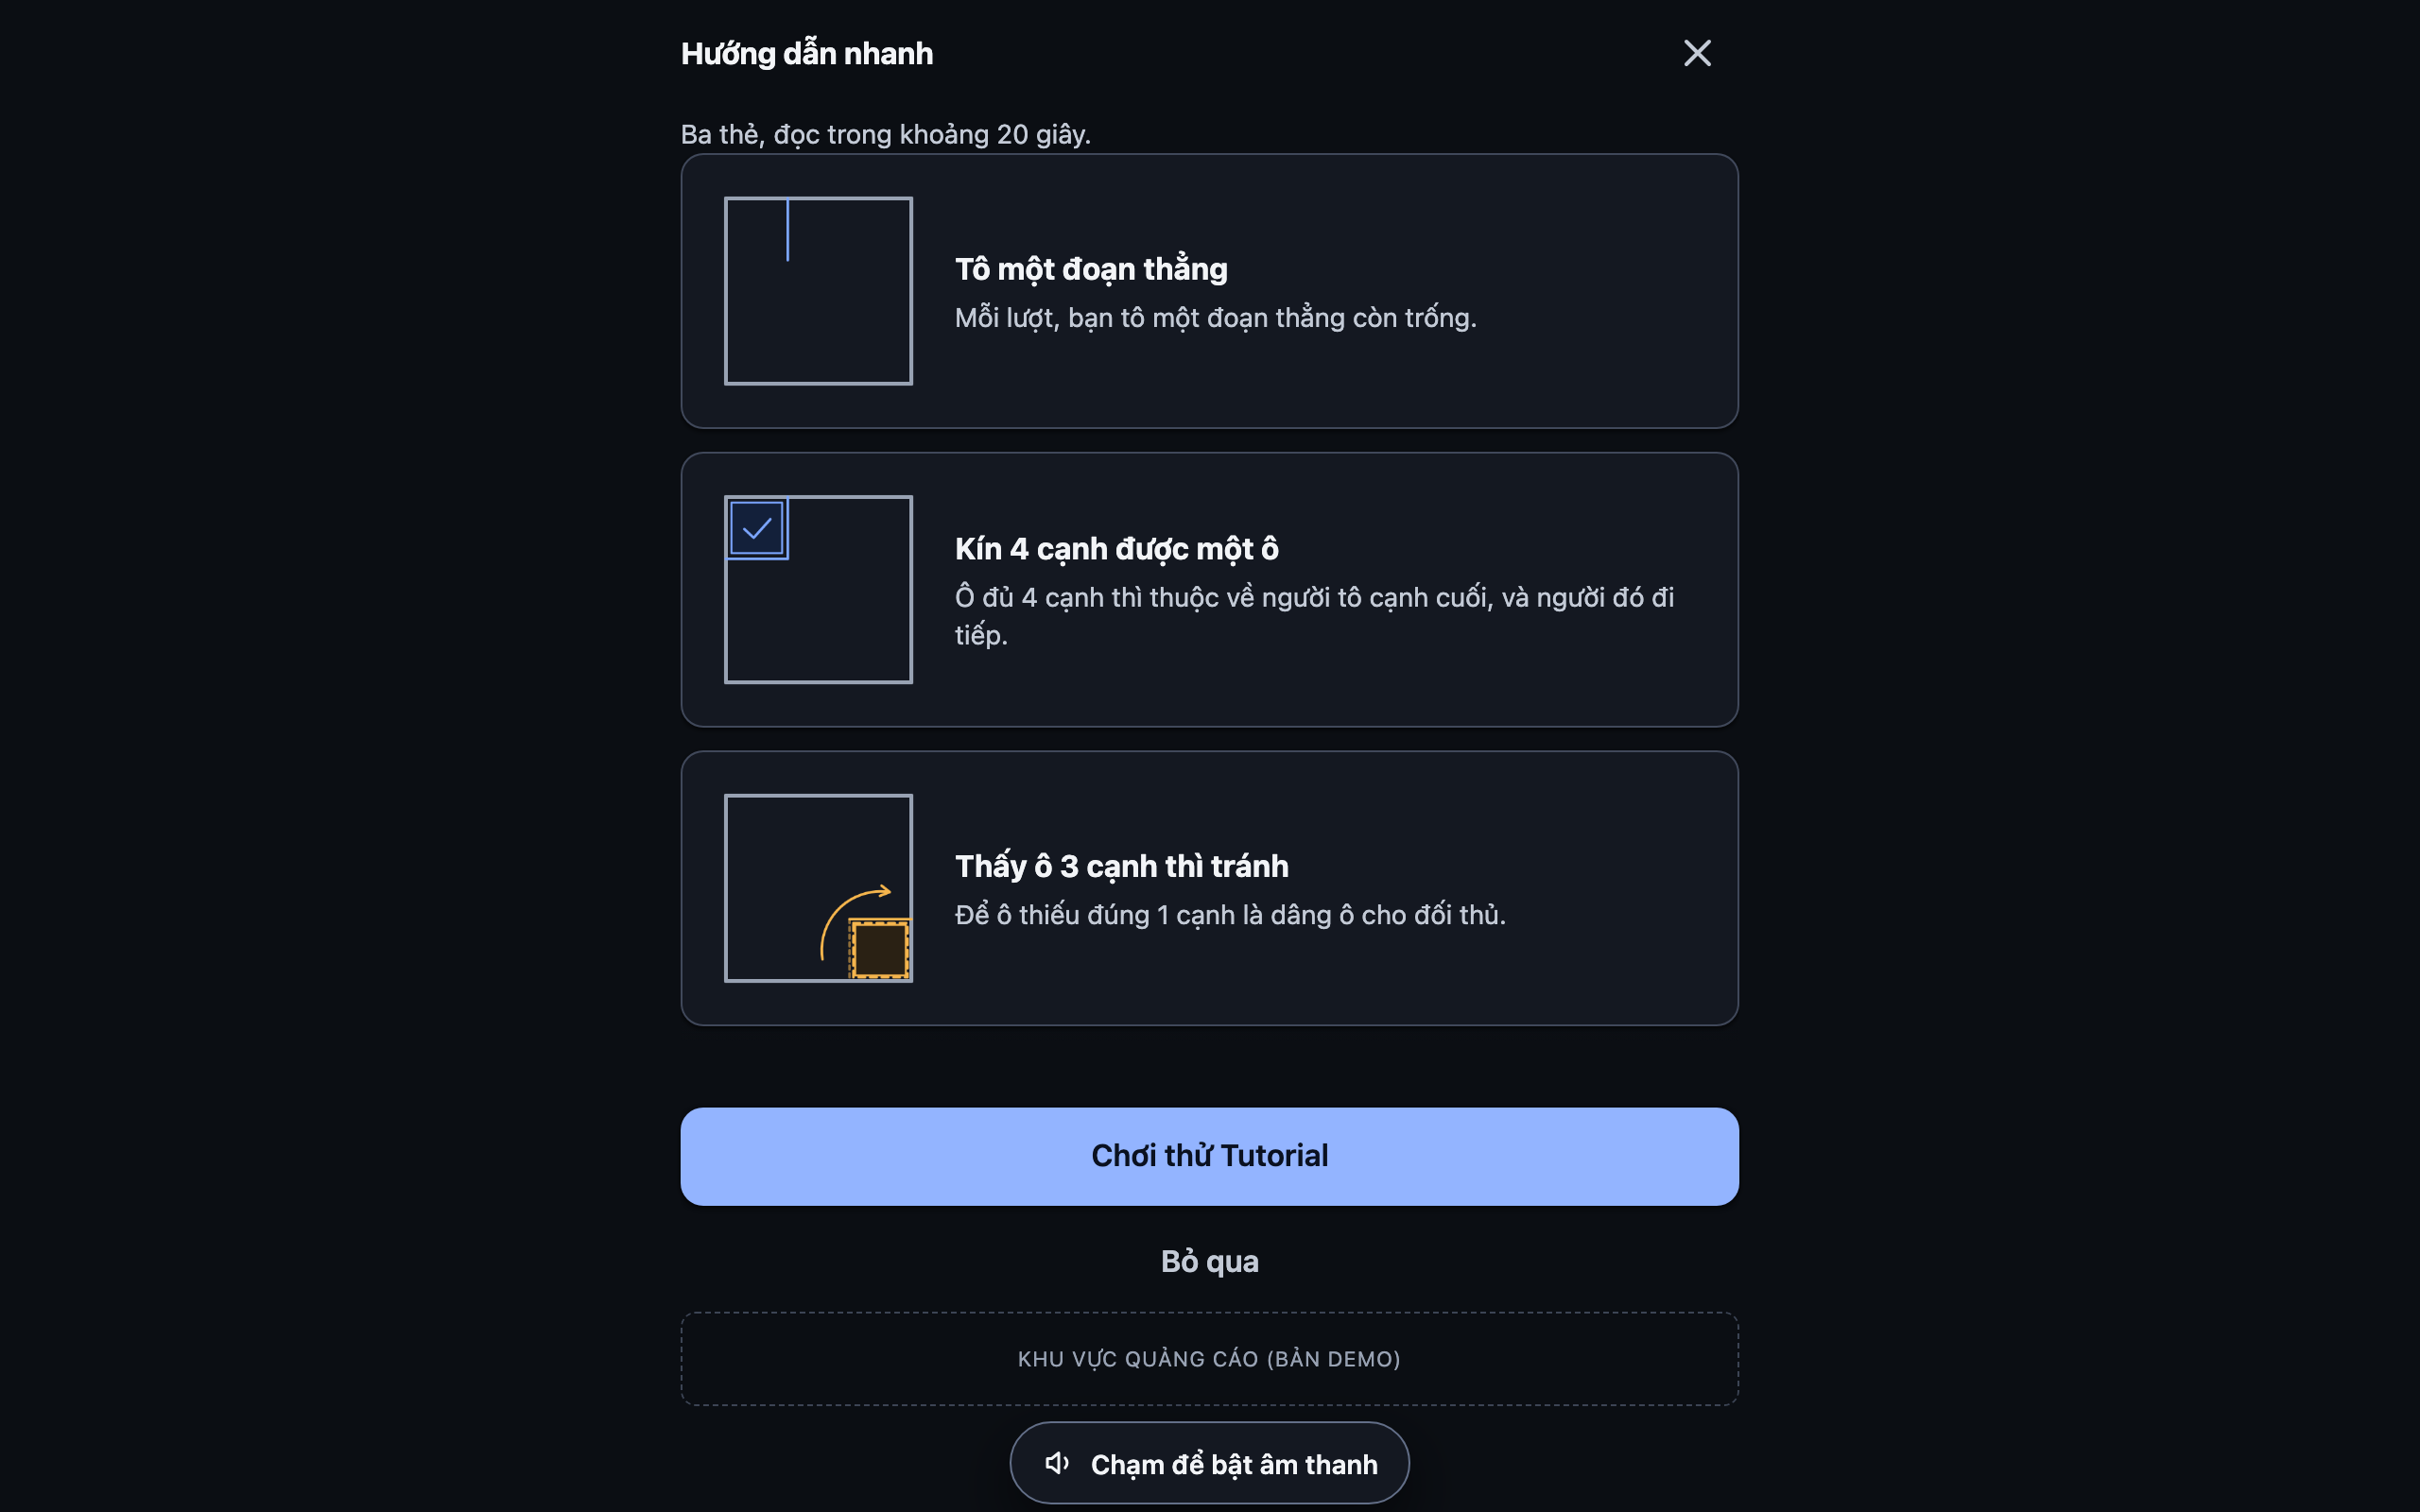 Hướng dẫn nhanh
Ba thẻ, đọc trong khoảng 20 giây.
Tô một đoạn thẳng
Mỗi lượt, bạn tô một đoạn thẳng còn trống.
Kín 4 cạnh được một ô
Ô đủ 4 cạnh thì thuộc về người tô cạnh cuối, và người đó đi
tiếp.
Thấy ô 3 cạnh thì tránh
Để ô thiếu đúng 1 cạnh là dâng ô cho đối thủ.
Chơi thử Tutorial
Bỏ qua
KHU VỰC QUẢNG CÁO (BẢN DEMO)
Chạm để bật âm thanh